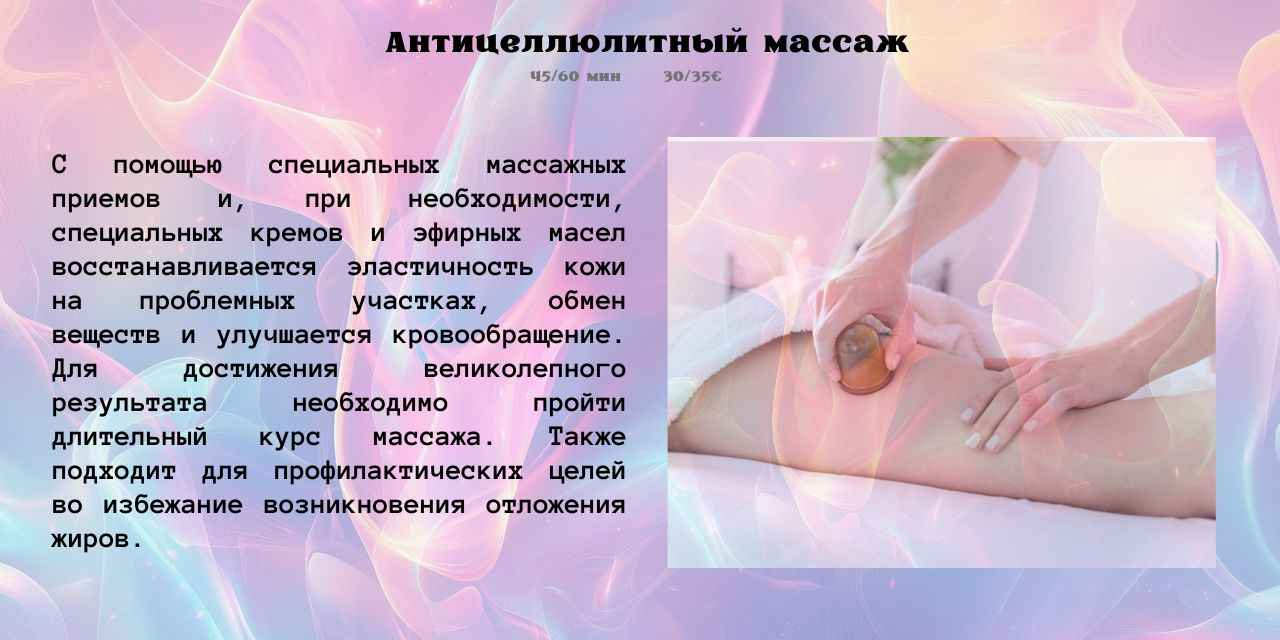 Антицеллюлитный массаж
45/60 мин 30/35€
С помощью специальных массажных
приемов и, при необходимости,
специальных кремов и эфирных масел
восстанавливается эластичность кожи
на проблемных участках, обмен
веществ и улучшается кровообращение.
Для достижения великолепного
результата необходимо пройти
длительный курс массажа. Также
подходит для профилактических целей
во избежание возникновения отложения
жиров.